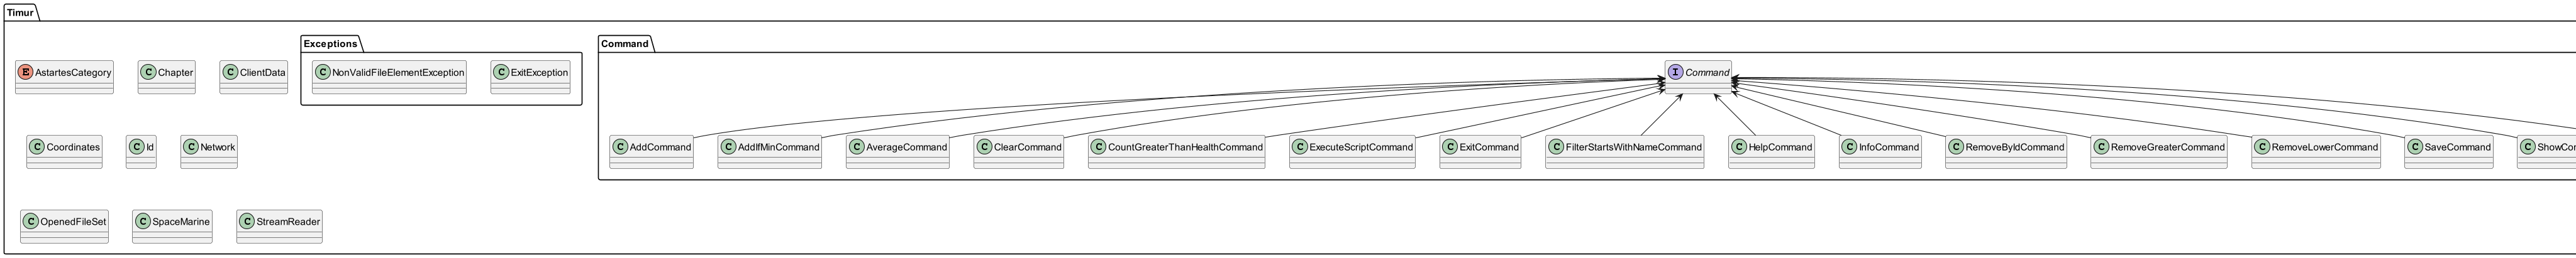 Timur
Exceptions
Command
E AstartesCategory
C Chapter
C ClientData
C NonValidFileElementException
C ExitException
I Command
C Coordinates
C Id
C Network
C AddCommand
C AddIfMinCommand
C AverageCommand
C ClearCommand
C CountGreaterThanHealthCommand
C ExecuteScriptCommand
C ExitCommand
C FilterStartsWithNameCommand
C HelpCommand
C InfoCommand
C RemoveByIdCommand
C RemoveGreaterCommand
C RemoveLowerCommand
C SaveCommand
C ShowCo
C OpenedFileSet
C SpaceMarine
C StreamReader